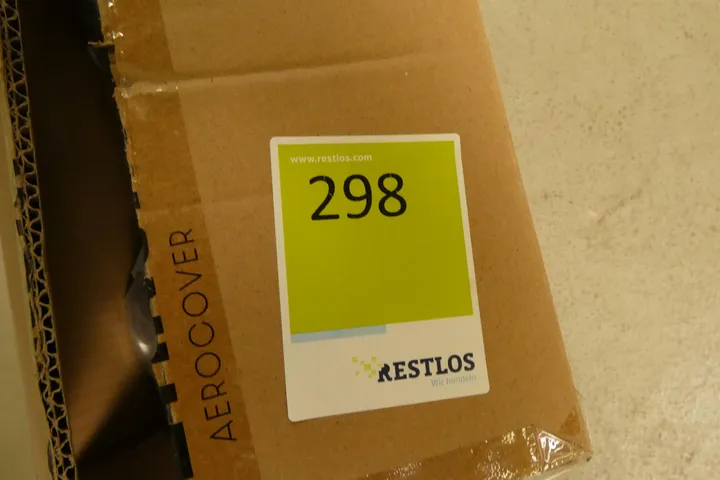 www.restlos.com
298
RESTLOS
Wir handeln
AEROCOVER